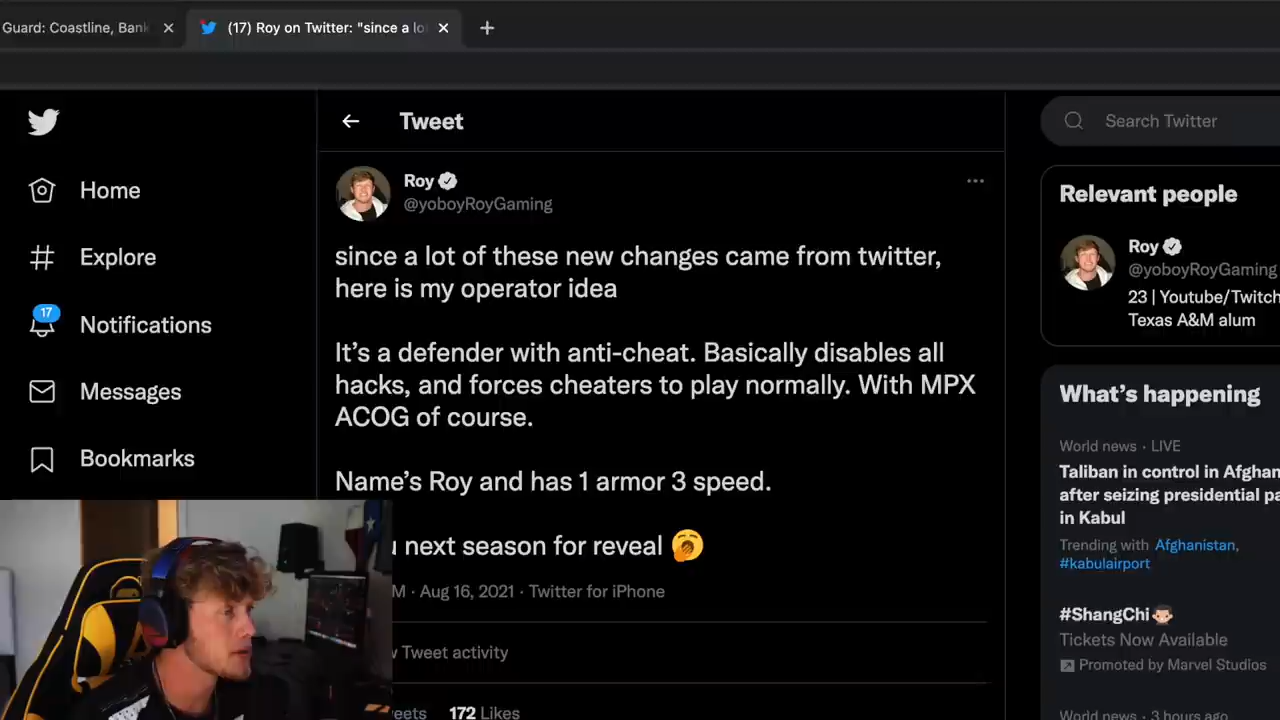 Guard: Coastline, Bank
(17) Roy on Twitter: "since a lo
Tweet
Search Twitter
Home
Explore
17
Notifications
Messages
Bookmarks
Roy
@yoboyRoyGaming
since a lot of these new changes came from twitter,
here is my operator idea
It's a defender with anti-cheat. Basically disables all
hacks, and forces cheaters to play normally. With MPX
ACOG of course.
Name's Roy and has 1 armor 3 speed.
next season for reveal
M · Aug 16, 2021 · Twitter for iPhone
Tweet activity
172 Likes
Relevant people
Roy
@yoboyRoyGaming
23 | Youtube/Twitch
Texas A&M alum
What's happening
World news · LIVE
Taliban in control in Afghan
after seizing presidential pa
in Kabul
Trending with Afghanistan,
#kabulairport
#ShangChi
Tickets Now Available
Promoted by Marvel Studios
World news · 3 hours ago